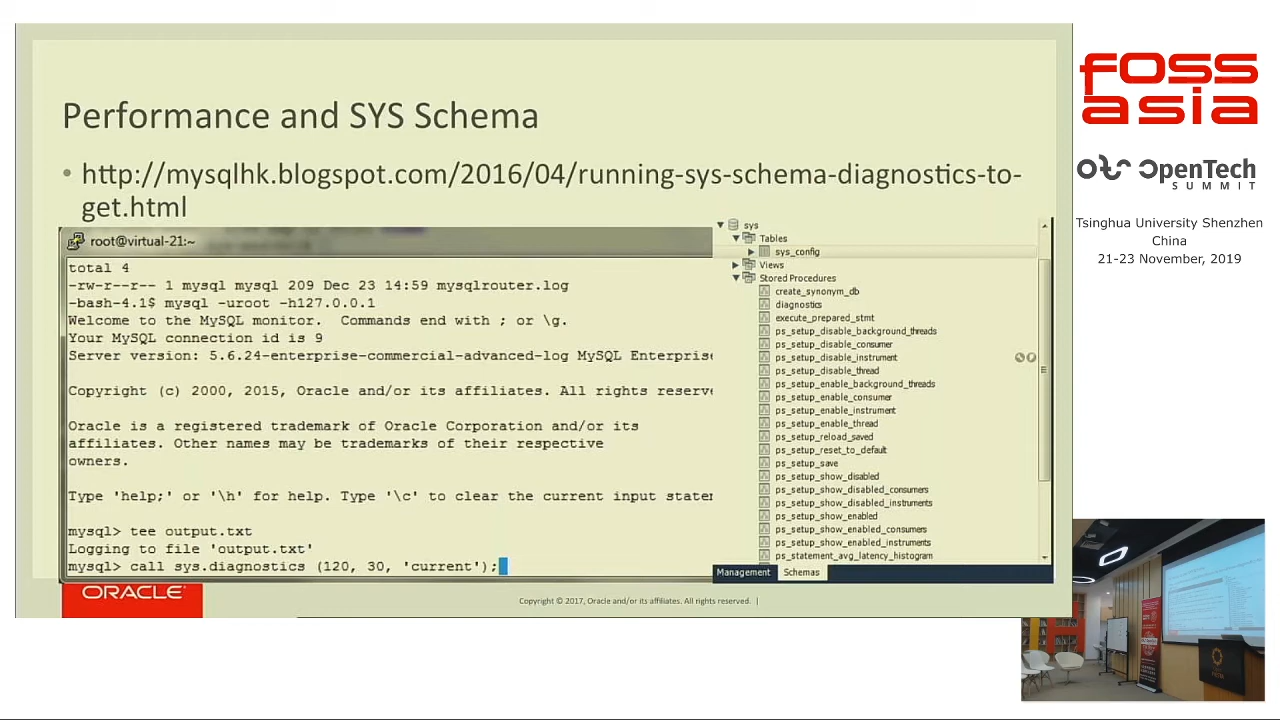 Performance and SYS Schema
• http://mysqlhk.blogspot.com/2016/04/running-sys-schema-diagnostics-to-
get.html
root@virtual-21:~
total 4
-rw-r--r-- 1 mysql mysql 209 Dec 23 14:59 mysqlrouter.log
-bash-4.1$ mysql -uroot -h127.0.0.1
Welcome to the MySQL monitor.  Commands end with ; or \g.
Your MySQL connection id is 9
Server version: 5.6.24-enterprise-commercial-advanced-log MySQL Enterprise
Copyright (c) 2000, 2015, Oracle and/or its affiliates. All rights reserve
Oracle is a registered trademark of Oracle Corporation and/or its
affiliates. Other names may be trademarks of their respective
owners.
Type 'help;' or '\h' for help. Type '\c' to clear the current input state
mysql> tee output.txt
Logging to file 'output.txt'
mysql> call sys.diagnostics (120, 30, 'current');
sys
Tables
sys_config
Views
Stored Procedures
create_synonym_db
diagnostics
execute_prepared_stmt
ps_setup_disable_background_threads
ps_setup_disable_consumer
ps_setup_disable_instrument
ps_setup_disable_thread
ps_setup_enable_background_threads
ps_setup_enable_consumer
ps_setup_enable_instrument
ps_setup_enable_thread
ps_setup_reload_saved
ps_setup_reset_to_default
ps_setup_save
ps_setup_show_disabled
ps_setup_show_disabled_consumers
ps_setup_show_disabled_instruments
ps_setup_show_enabled
ps_setup_show_enabled_consumers
ps_setup_show_enabled_instruments
ps_statement_avg_latency_histogram
Management Schemas
ORACLE
Copyright © 2017, Oracle and/or its affiliates. All rights reserved. |
FOSS
asia
OpenTech
SUMMIT
Tsinghua University Shenzhen
China
21-23 November, 2019